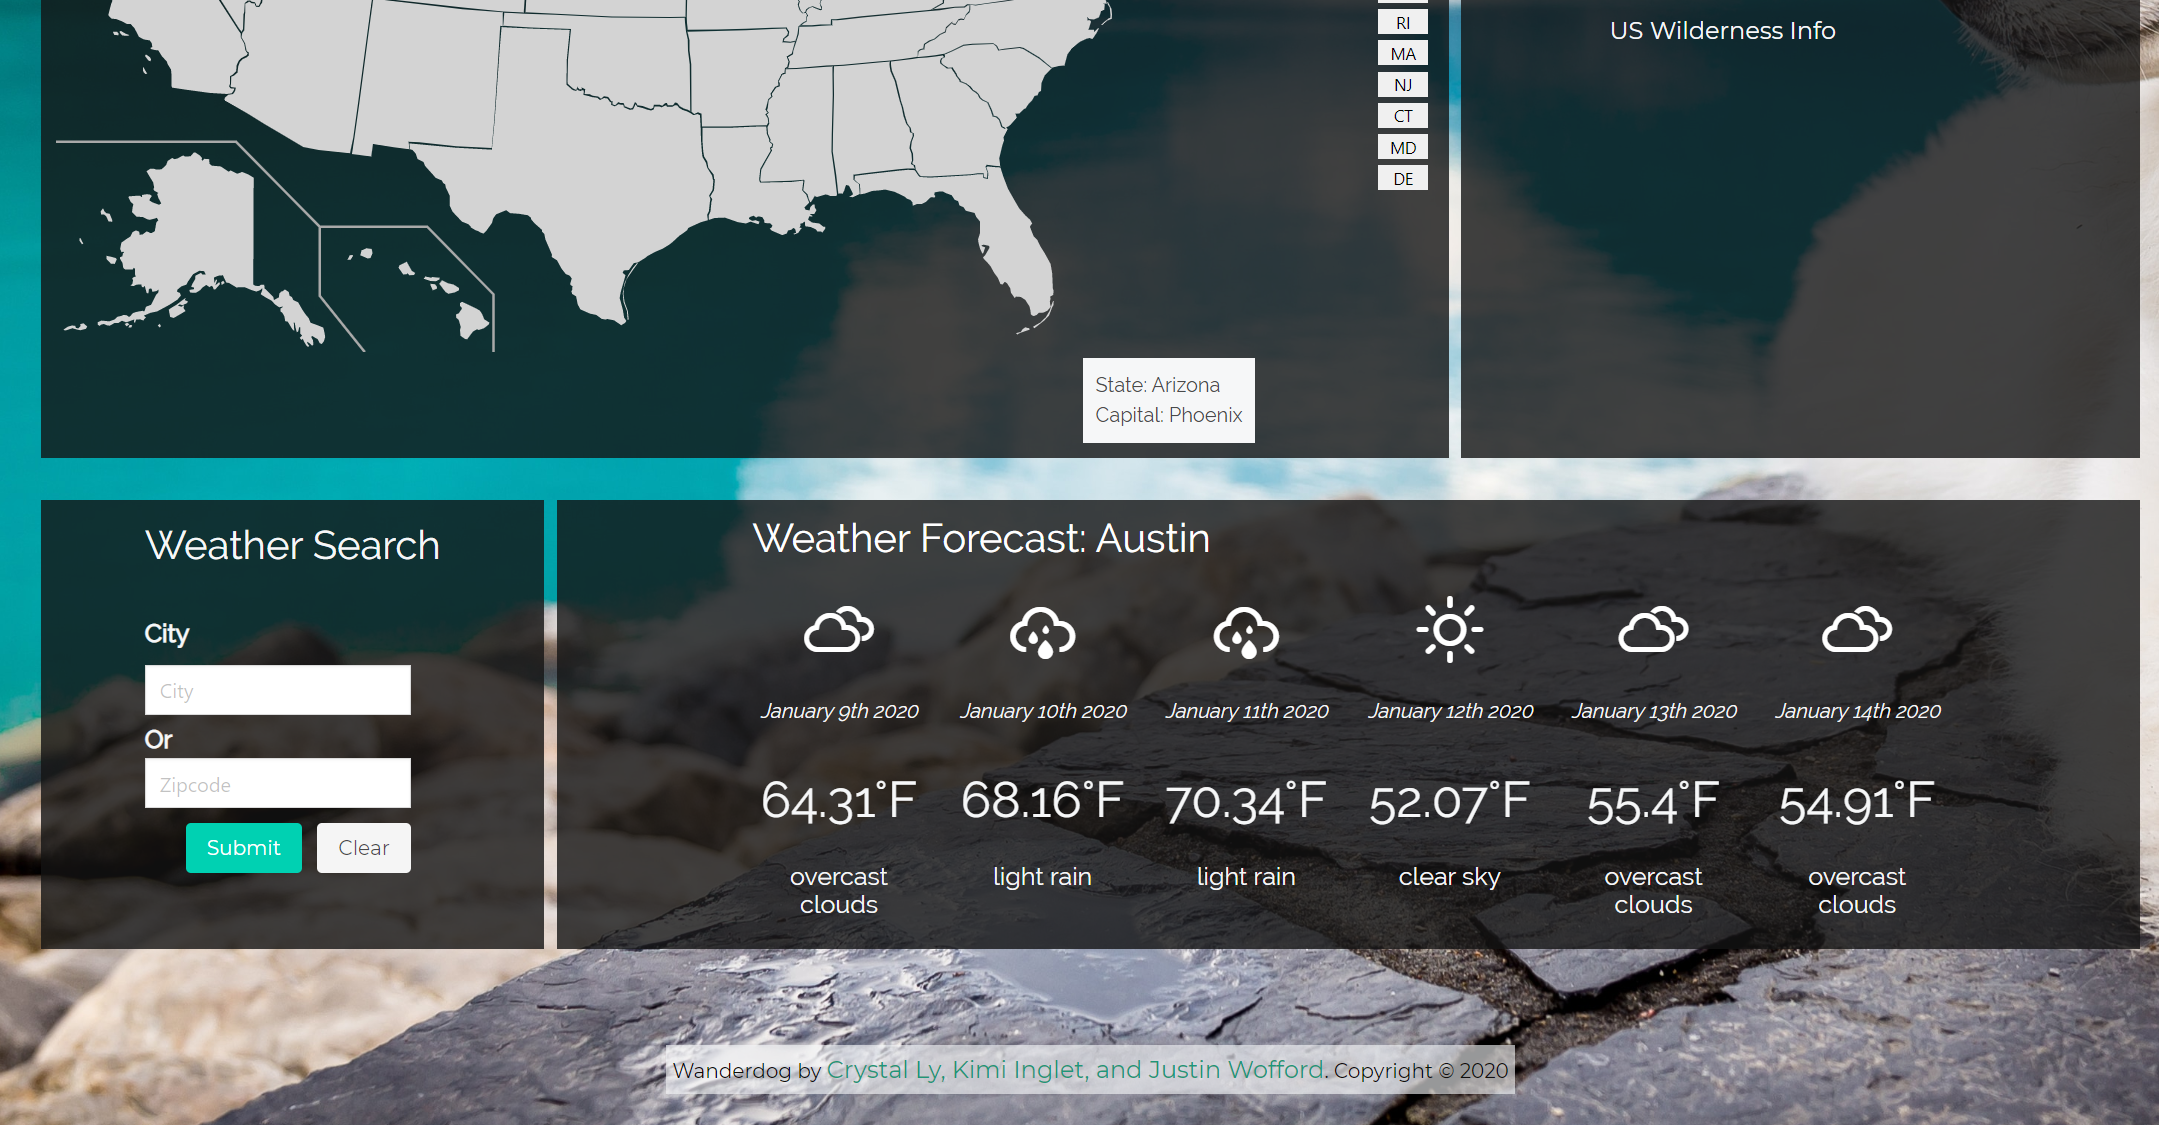 RI
MA
NJ
CT
MD
DE
US Wilderness Info
State: Arizona
Capital: Phoenix
Weather Search
City
City
Or
Zipcode
Submit Clear
Weather Forecast: Austin
January 9th 2020 January 10th 2020 January 11th 2020 January 12th 2020 January 13th 2020 January 14th 2020
64.31°F 68.16°F 70.34°F 52.07°F 55.4°F 54.91°F
overcast light rain light rain clear sky overcast overcast
clouds clouds clouds
Wanderdog by Crystal Ly, Kimi Inglet, and Justin Wofford. Copyright © 2020